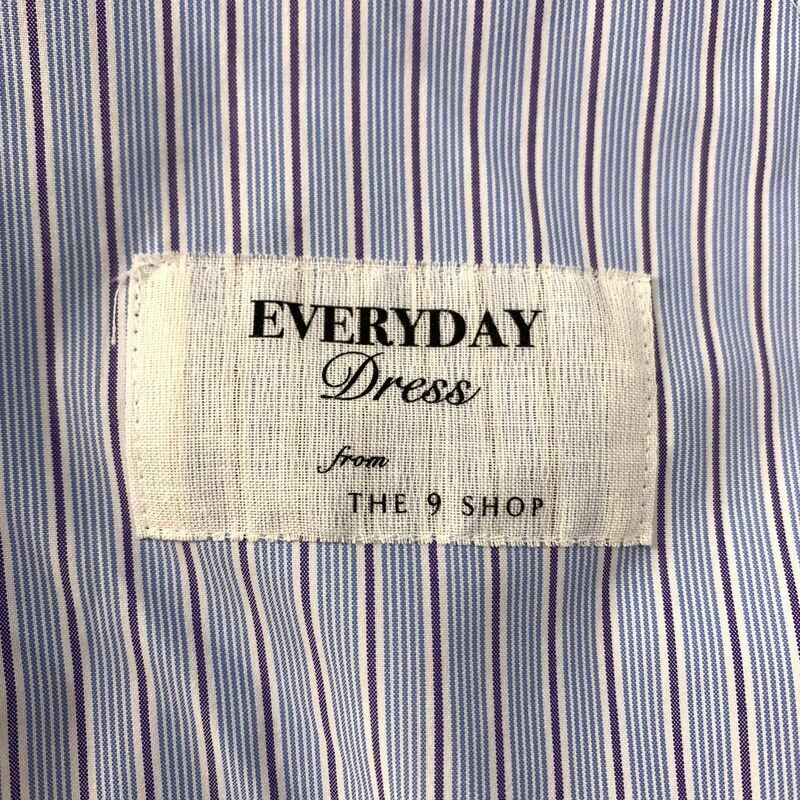 EVERYDAY
Dress
from
THE 9 SHOP